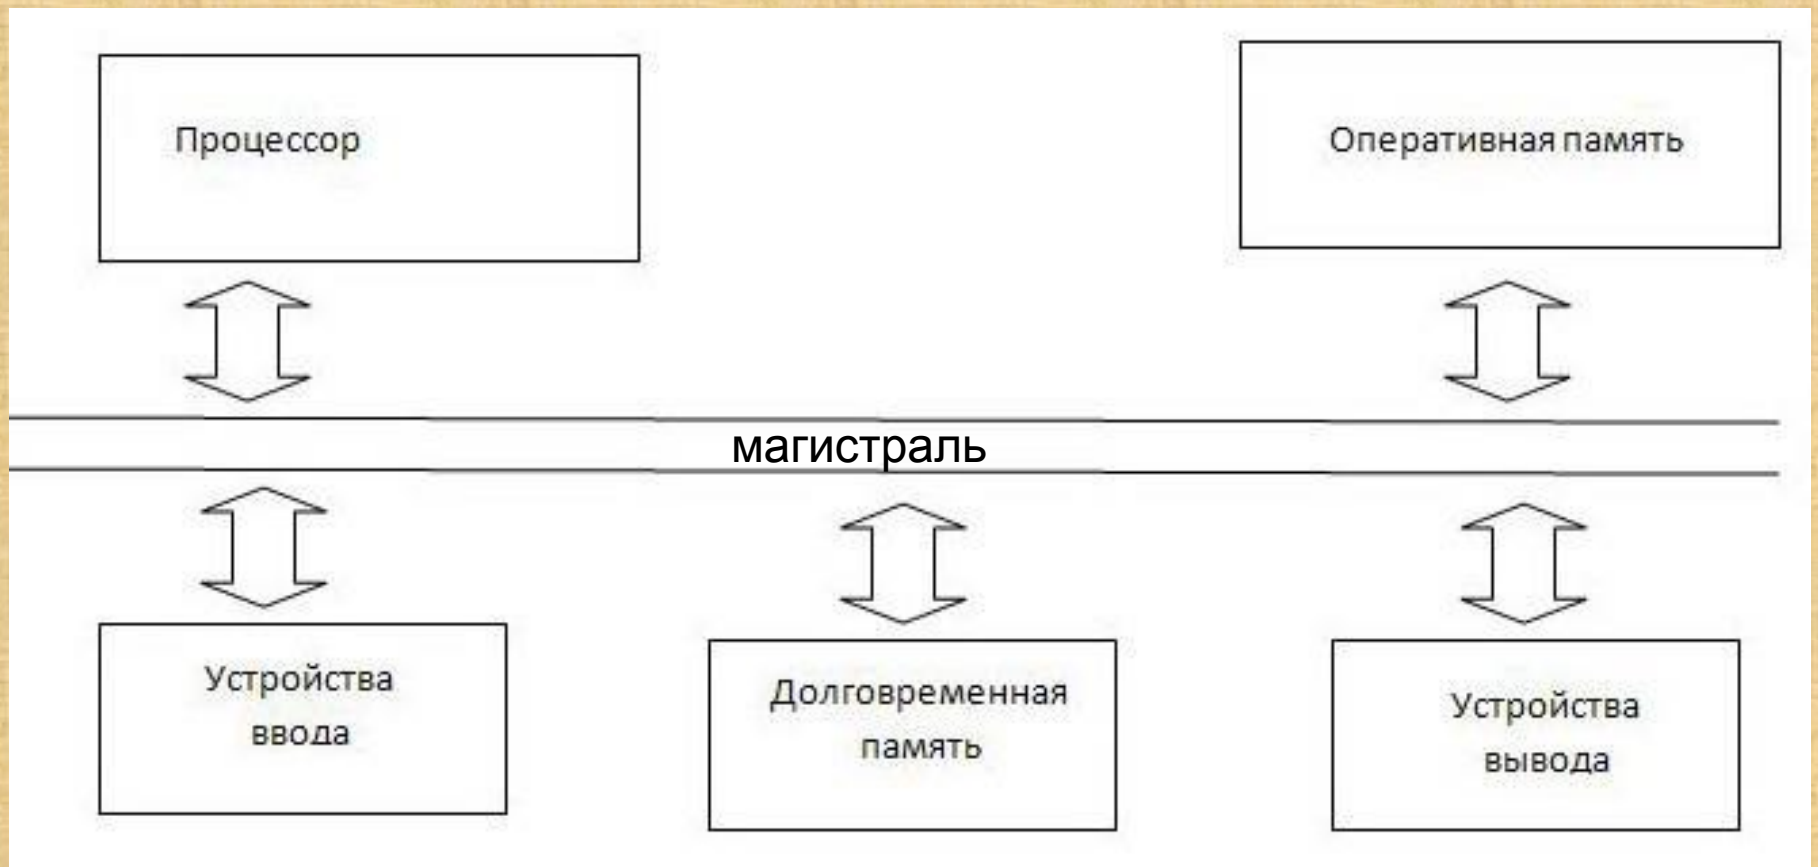 Процессор
Оперативная память
магистраль
Устройства
ввода
Долговременная
память
Устройства
вывода